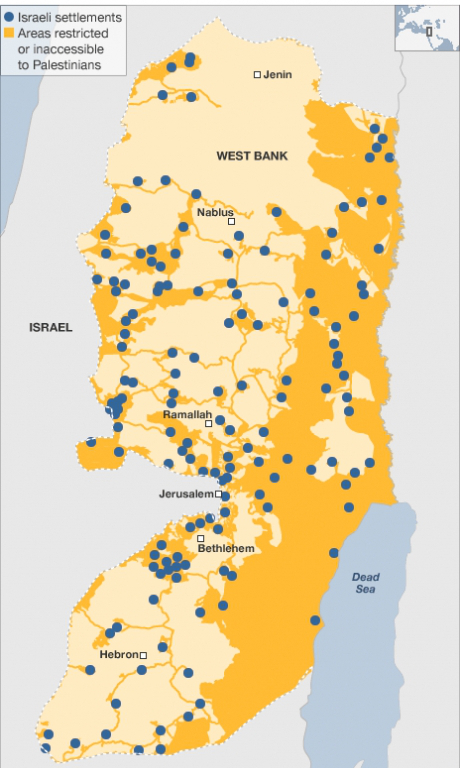 Israeli settlements
Areas restricted
or inaccessible
to Palestinians
Jenin
WEST BANK
Nablus
ISRAEL
Ramallah
Jerusalem
Bethlehem
Dead
Sea
Hebron